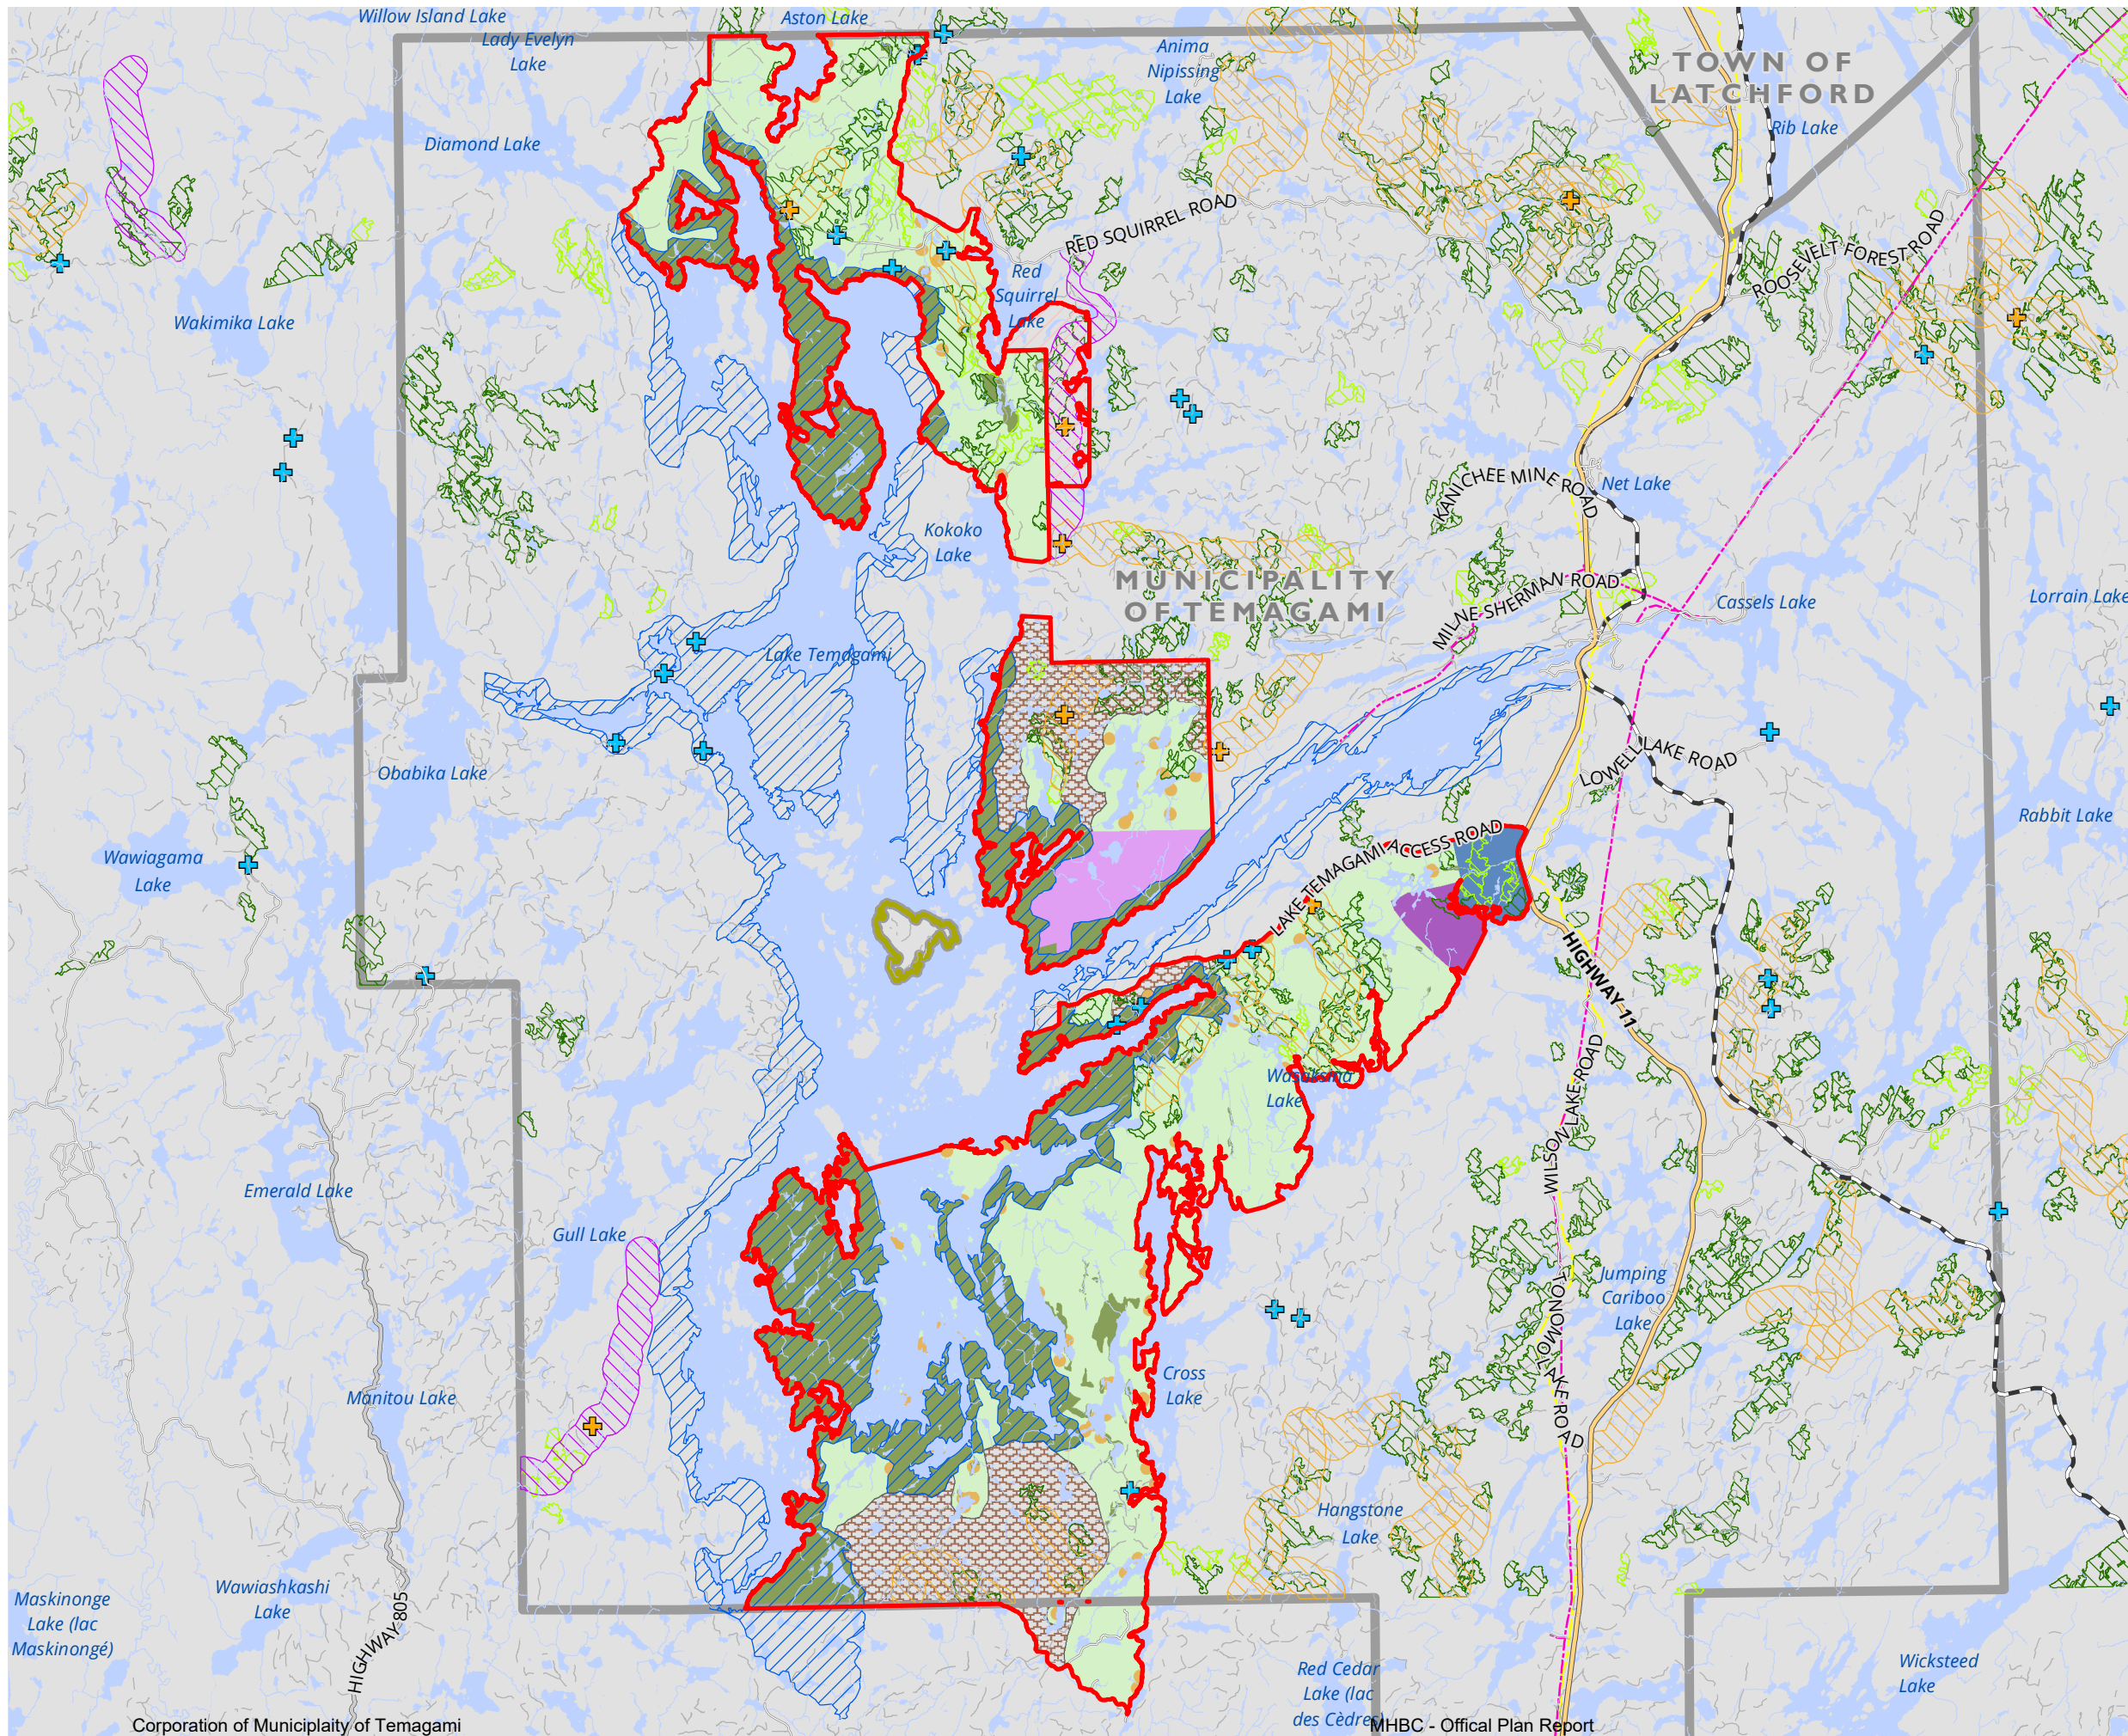 Willow Island Lake
Aston Lake
Lady Evelyn
Lake
Anima
Nipissing
Lake
TOWN OF
LATCHFORD
Rib Lake
Diamond Lake
RED SQUIRREL ROAD
ROOSEVELT FOREST ROAD
Red
Squirrel
Lake
Wakimika Lake
KANICHEE MINE ROAD
Net Lake
Kokoko
Lake
MUNICIPALITY
OF TEMAGAMI
MILNE SHERMAN ROAD
Cassels Lake
Lorrain Lake
Lake Temagami
Obabika Lake
LOWELL LAKE ROAD
Rabbit Lake
Wawiagama
Lake
LAKE TEMAGAMI ACCESS ROAD
HIGHWAY 11
Wasaksina
Lake
WILSON LAKE ROAD
Emerald Lake
Gull Lake
Jumping
Cariboo
Lake
TONOMO LAKE ROAD
Manitou Lake
Cross
Lake
Hangstone
Lake
Maskinonge
Lake (lac
Maskinongé)
Wawiashkashi
Lake
HIGHWAY 805
Red Cedar
Lake (lac
des Cèdres)
Wicksteed
Lake
Corporation of Municiplaity of Temagami
MHBC - Offical Plan Report